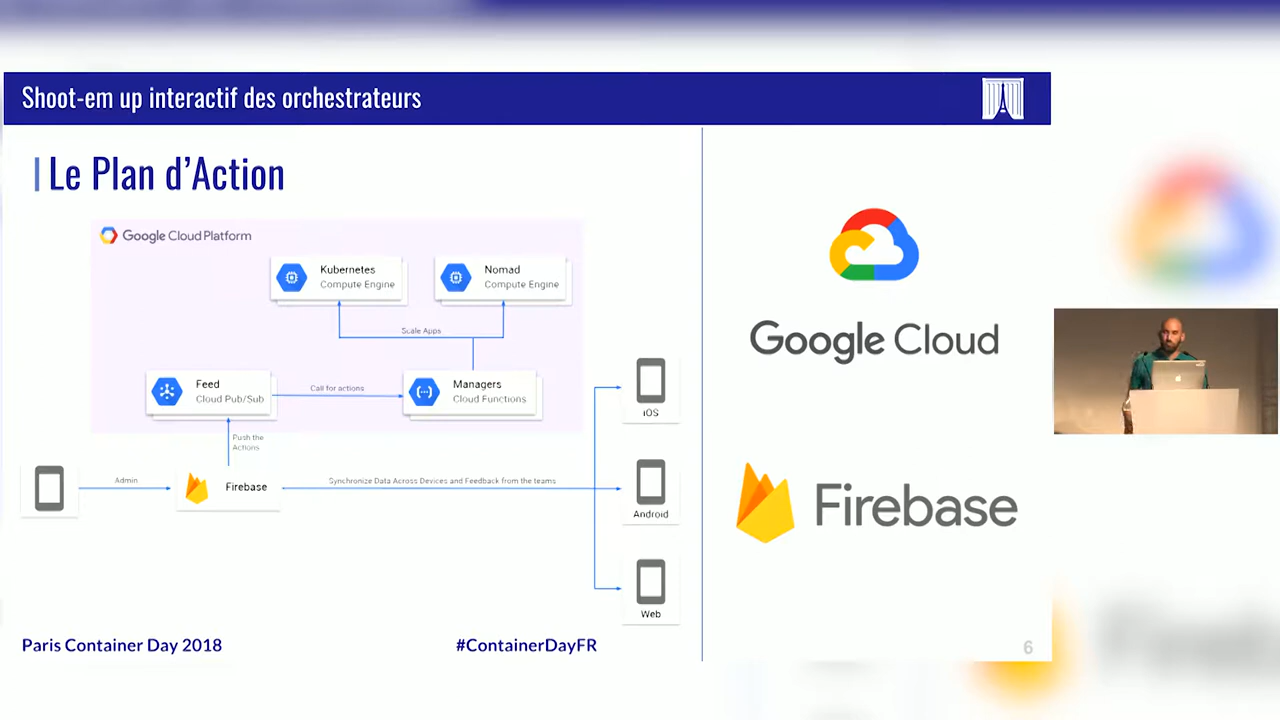 Shoot-em up interactif des orchestrateurs
Le Plan d'Action
Google Cloud Platform
Kubernetes
Compute Engine
Nomad
Compute Engine
Scale Apps
Feed
Cloud Pub/Sub
Call for actions
Managers
Cloud Functions
Push the
Actions
Admin
Firebase
Synchronize Data Across Devices and Feedback from the teams
iOS
Android
Web
Google Cloud
Firebase
Paris Container Day 2018
#ContainerDayFR
6